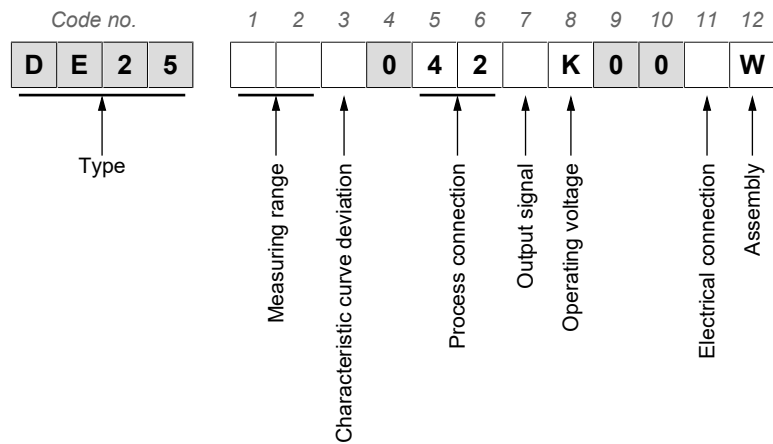 Code no. 1 2 3 4 5 6 7 8 9 10 11 12
D E 2 5 0 4 2 K 0 0 W
Type
Measuring range
Characteristic curve deviation
Process connection
Output signal
Operating voltage
Electrical connection
Assembly